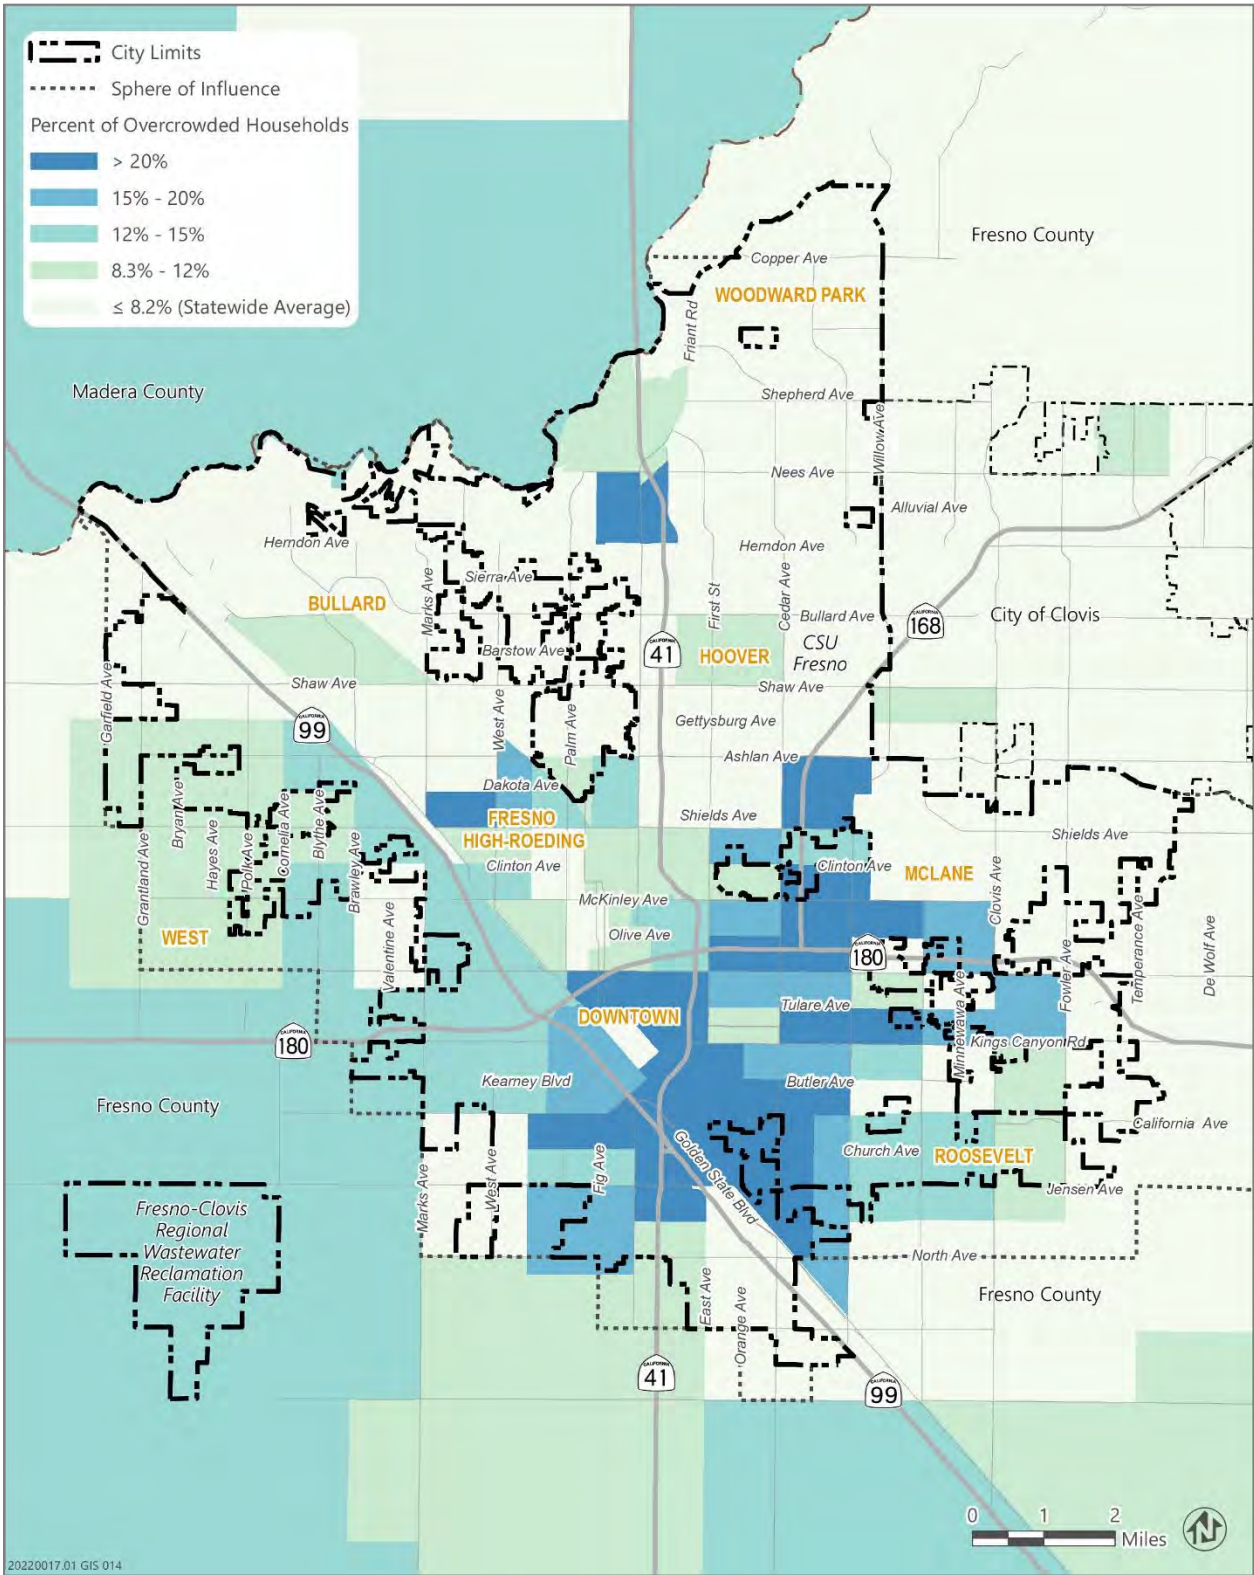 City Limits
Sphere of Influence
Percent of Overcrowded Households
> 20%
15% - 20%
12% - 15%
8.3% - 12%
≤ 8.2% (Statewide Average)
Fresno County
Copper Ave
WOODWARD PARK
Friant Rd
Madera County
Shepherd Ave
Willow Ave
Nees Ave
Alluvial Ave
Herndon Ave
Herndon Ave
Sierra Ave
Marks Ave
BULLARD
First St
Cedar Ave
Bullard Ave
CALIFORNIA
168
City of Clovis
CSU
Fresno
Barstow Ave
41
HOOVER
Shaw Ave
Shaw Ave
Garfield Ave
CALIFORNIA
99
West Ave
Palm Ave
Gettysburg Ave
Ashlan Ave
Dakota Ave
FRESNO
HIGH-ROEDING
Shields Ave
Shields Ave
Bryan Ave
Hayes Ave
Polk Ave
Cornelia Ave
Blythe Ave
Brawley Ave
Grantland Ave
Clinton Ave
Clinton Ave
MCLANE
Clovis Ave
McKinley Ave
Olive Ave
WEST
Valentine Ave
CALIFORNIA
180
Fowler Ave
Temperance Ave
De Wolf Ave
Tulare Ave
DOWNTOWN
Minnewawa Ave
Kings Canyon Rd
CALIFORNIA
180
Kearney Blvd
Butler Ave
Fresno County
California Ave
Church Ave
ROOSEVELT
Golden State Blvd
Fig Ave
Marks Ave
West Ave
Jensen Ave
Fresno-Clovis
Regional
Wastewater
Reclamation
Facility
North Ave
East Ave
Orange Ave
Fresno County
CALIFORNIA
41
CALIFORNIA
99
0 1 2
Miles
N
20220017.01 GIS 014